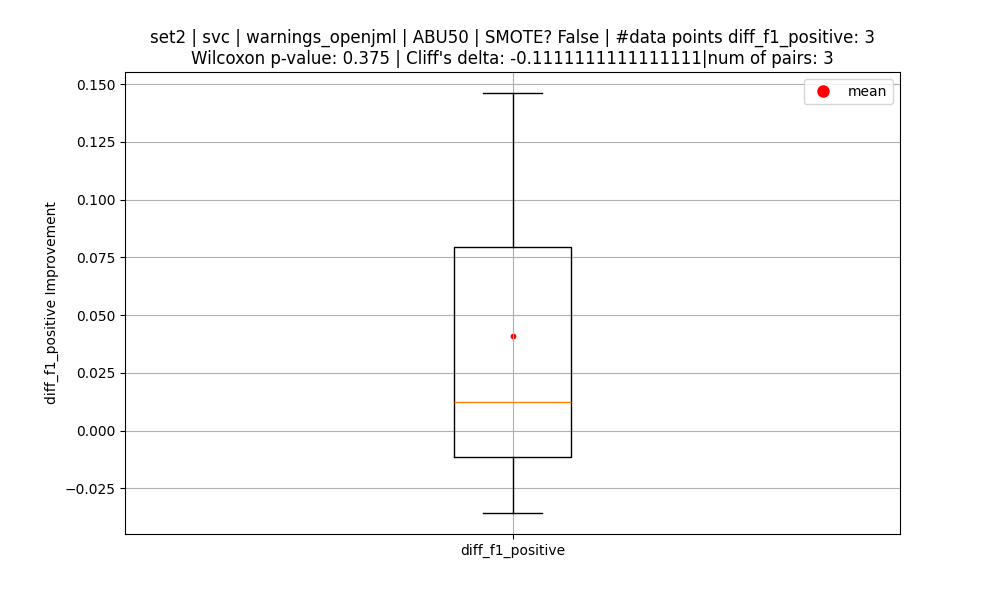 set2 | svc | warnings_openjml | ABU50 | SMOTE? False | #data points diff_f1_positive: 3
Wilcoxon p-value: 0.375 | Cliff's delta: -0.1111111111111111|num of pairs: 3
mean
0.150
0.125
0.100
0.075
0.050
0.025
0.000
−0.025
diff_f1_positive Improvement
diff_f1_positive